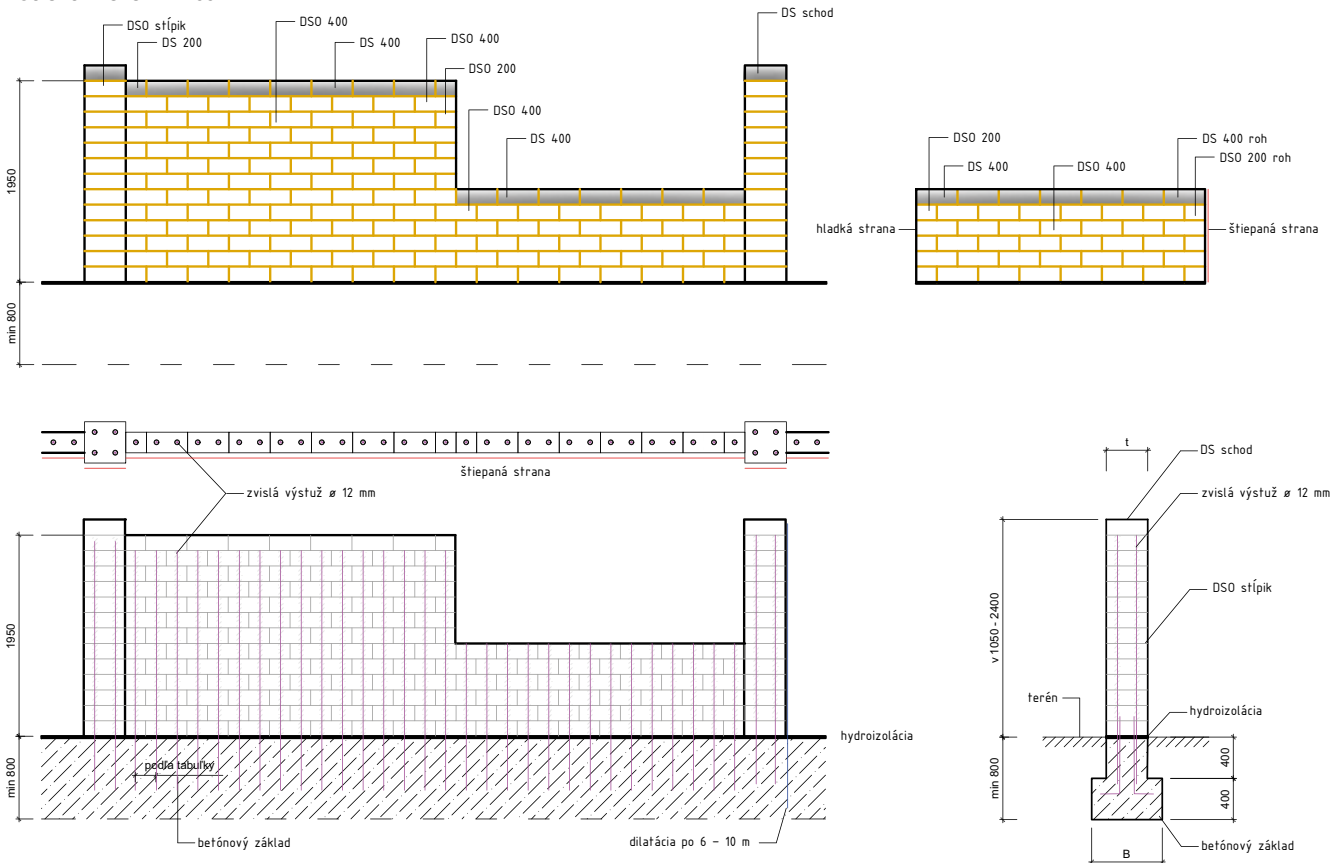 DSO stĺpik
DS 200
DSO 400
DS 400
DSO 400
DSO 200
DSO 400
DS 400
DS schod
1950
min 800
DSO 200
DS 400
DSO 400
DS 400 roh
DSO 200 roh
hladká strana
štiepaná strana
štiepaná strana
zvislá výstuž ø 12 mm
1950
min 800
podľa tabuľky
hydroizolácia
betónový základ
dilatácia po 6 - 10 m
t
DS schod
zvislá výstuž ø 12 mm
DSO stĺpik
v 1050 - 2400
terén
hydroizolácia
min 800
400
400
B
betónový základ